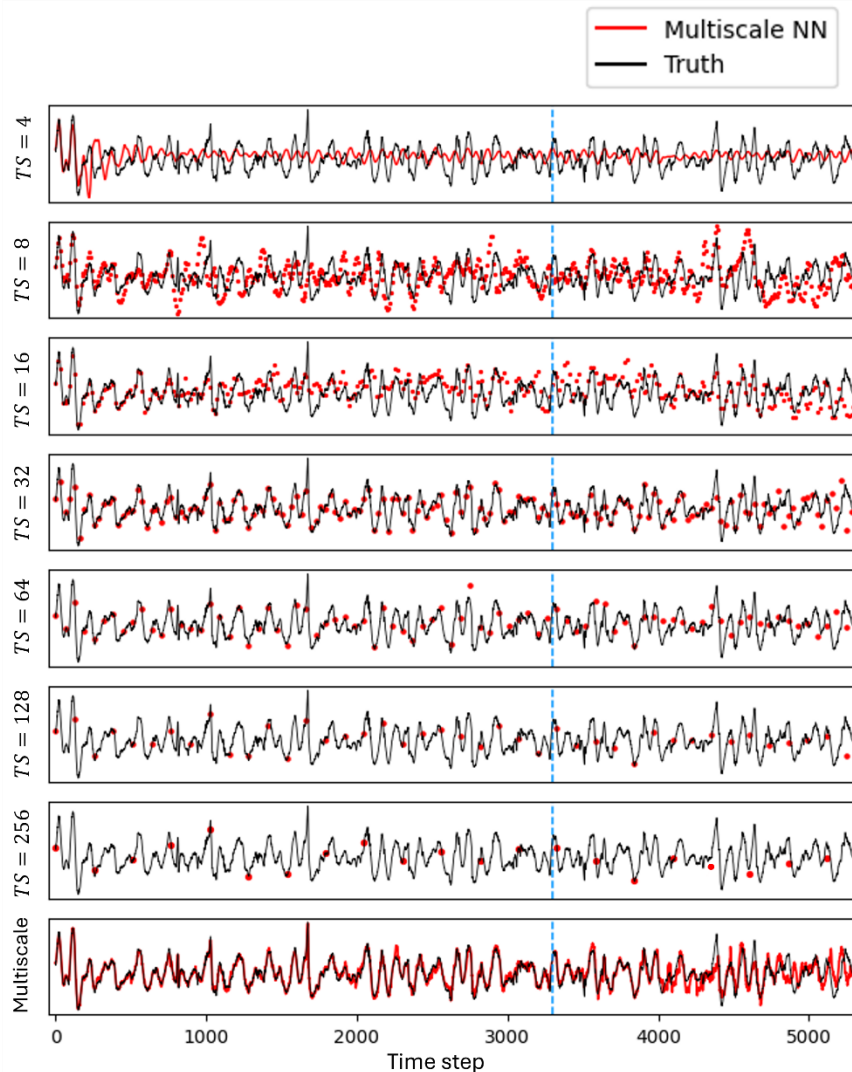 Multiscale NN
Truth
TS = 4
TS = 8
TS = 16
TS = 32
TS = 64
TS = 128
TS = 256
Multiscale
0 1000 2000 3000 4000 5000
Time step